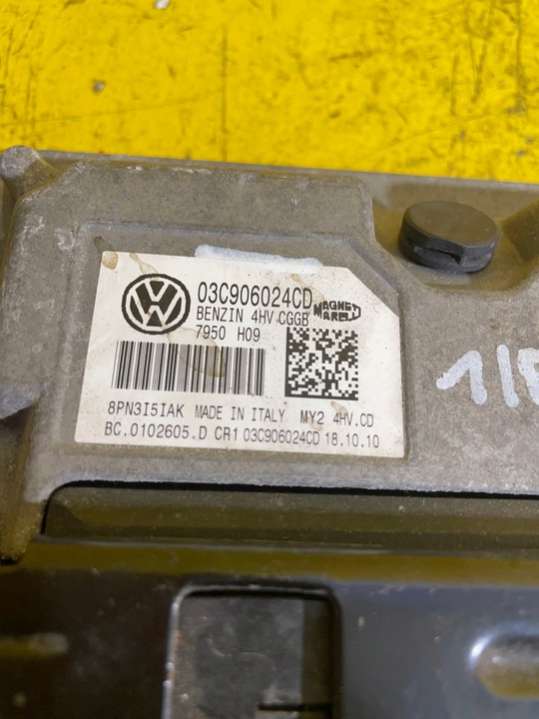 03C906024CD
BENZIN 4HV CGGB
MAGNETI MARELLI
7950 H09
8PN3I5IAK MADE IN ITALY MY2 4HV.CD
BC.0102605.D CR1 03C906024CD 18.10.10